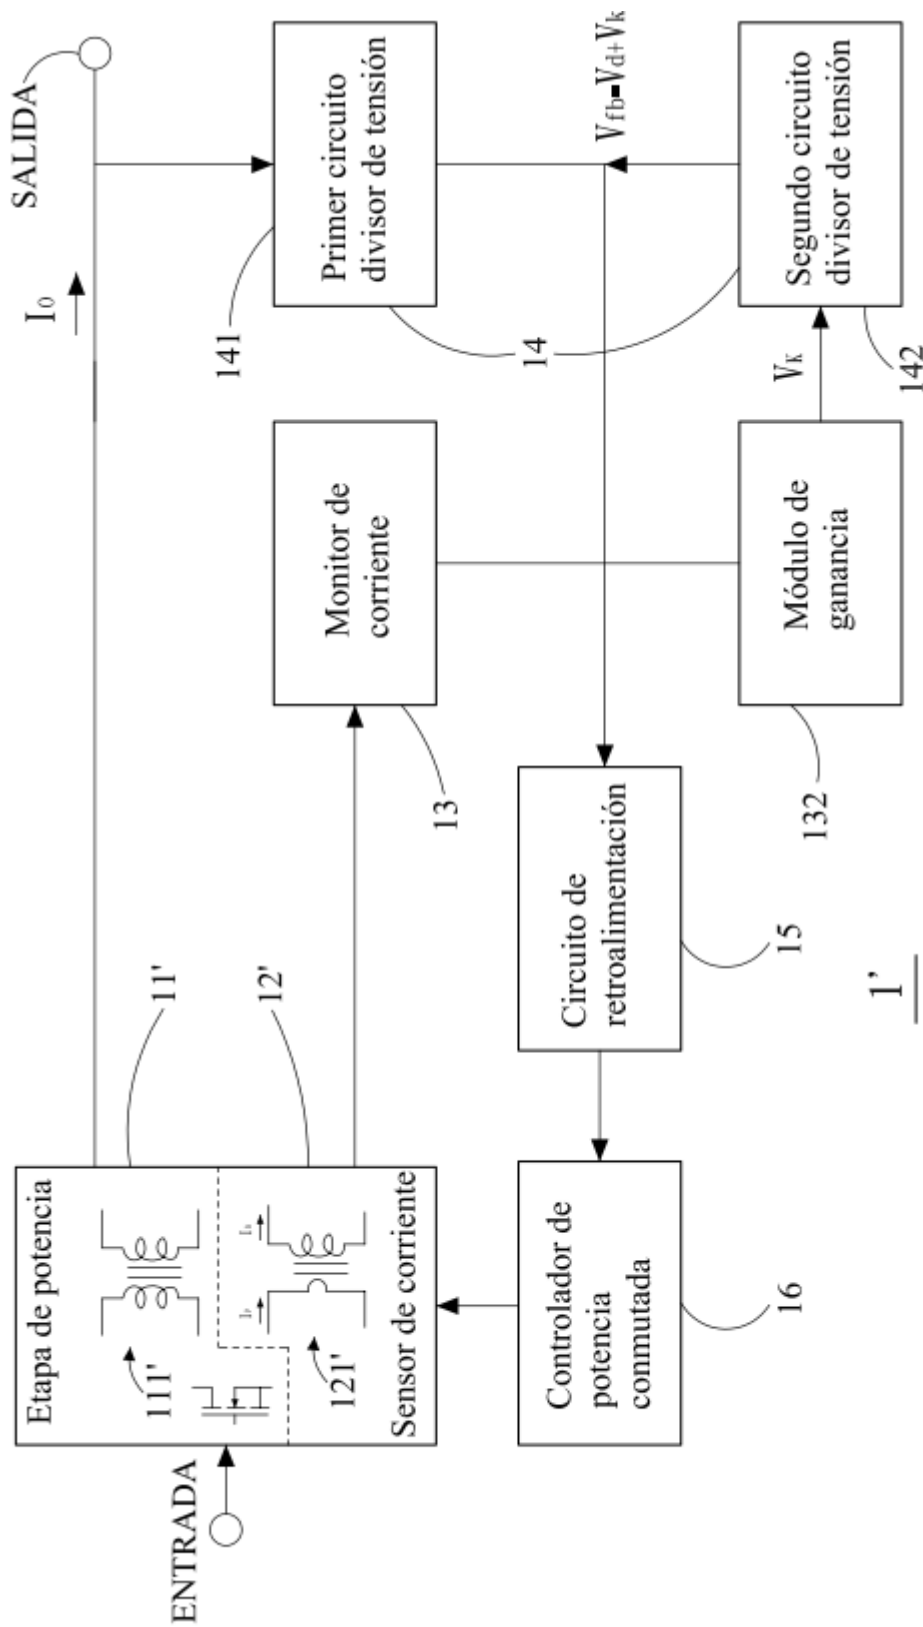 SALIDA
I0
Etapa de potencia
111'
11'
ENTRADA
IP
IS
121'
12'
Sensor de corriente
Monitor de
corriente
13
Primer circuito
divisor de tensión
141
14
Vfb=Vd+Vk
Controlador de
potencia
conmutada
16
Circuito de
retroalimentación
15
Módulo de
ganancia
132
VK
Segundo circuito
divisor de tensión
142
1'